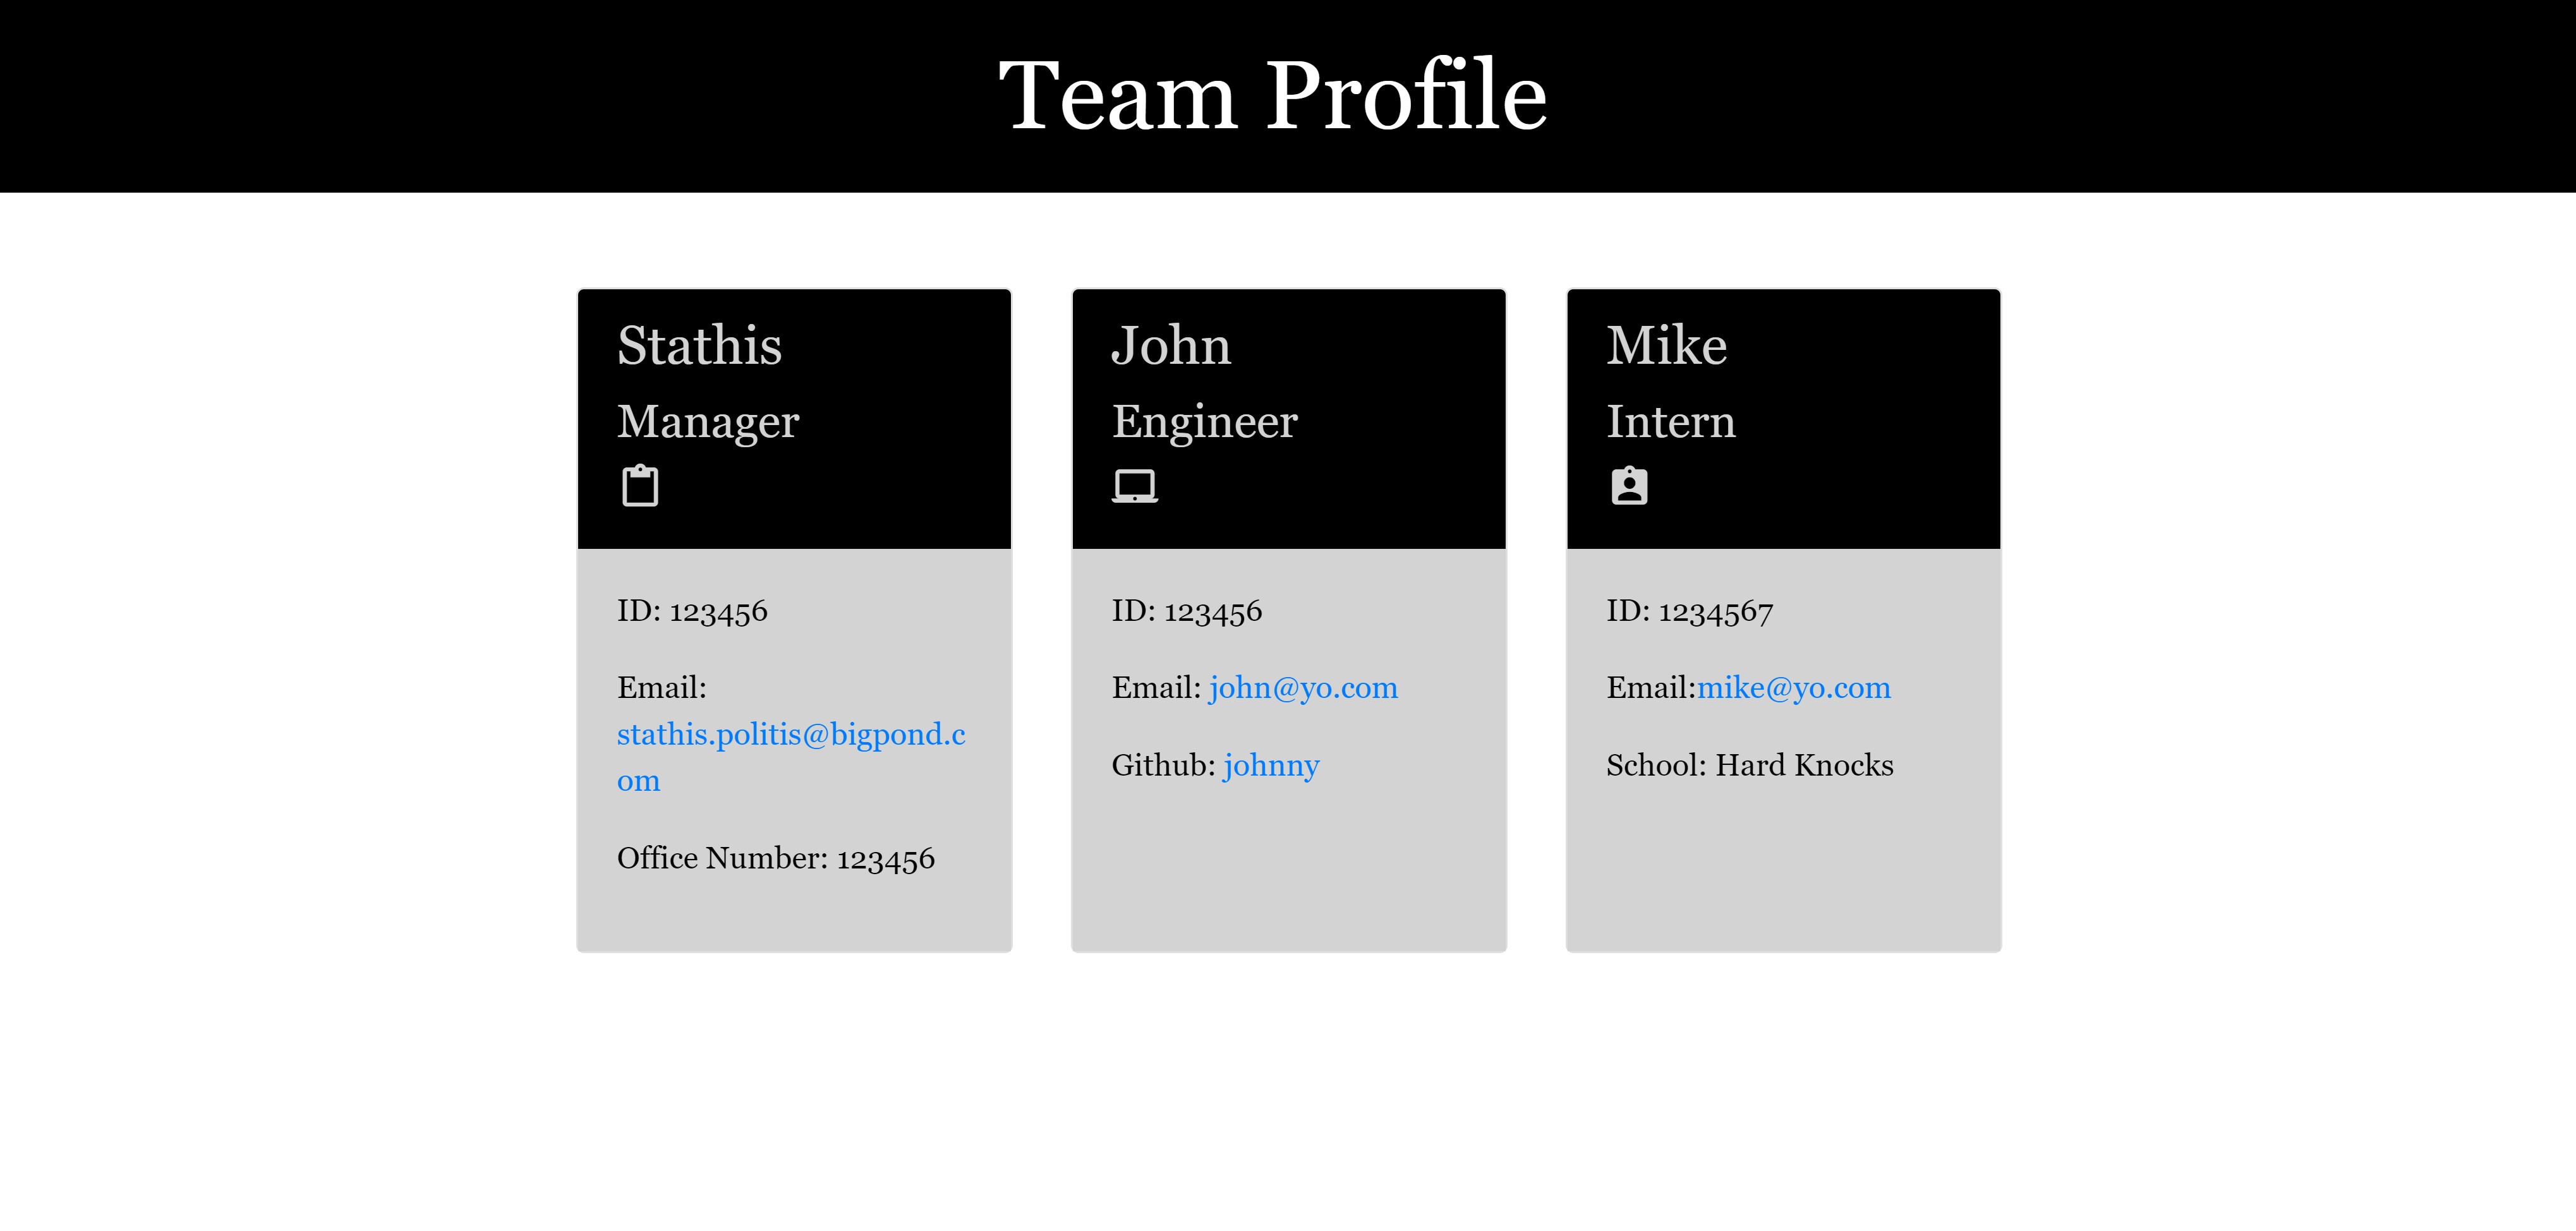 Team Profile
Stathis
Manager
ID: 123456
Email:
stathis.politis@bigpond.c
om
Office Number: 123456
John
Engineer
ID: 123456
Email: john@yo.com
Github: johnny
Mike
Intern
ID: 1234567
Email:mike@yo.com
School: Hard Knocks